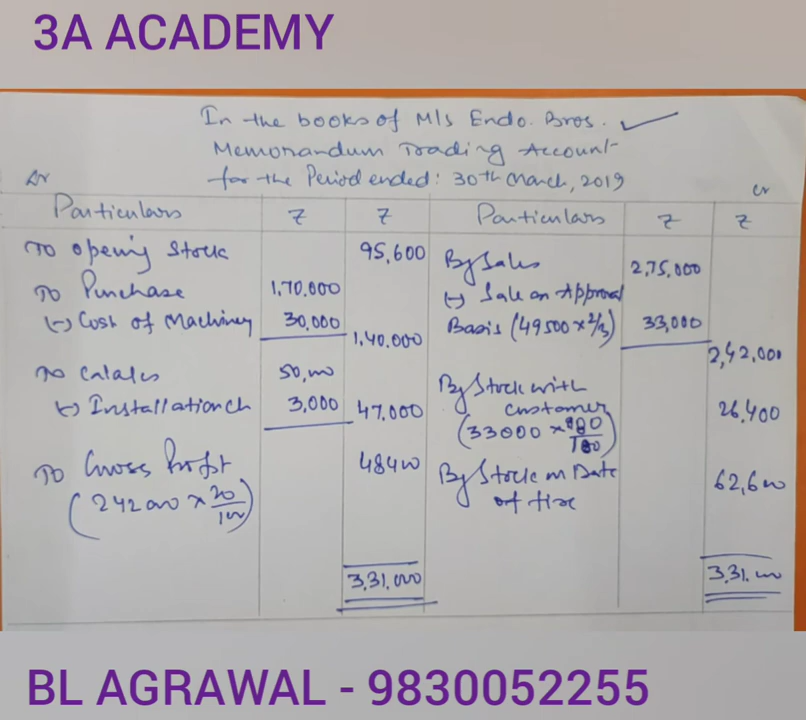 3A ACADEMY
In the books of M/s Endo. Bros.
Memorandum Trading Account
for the Period ended: 30th March, 2019
Dr
Cr
Particulars ₹ ₹ Particulars ₹ ₹
To Opening Stock 95,600
To Purchase 1,70,000
(-) Cost of Machinery 30,000
1,40,000
50,000
(-) Installation ch 3,000 47,000
To Gross Profit 48400
(242000 × 20/100)
3,31,000
By Sales 2,75,000
(-) Sale on Approval
Basis (49500 × 2/3) 33,000
2,42,000
By Stock with
customer 26,400
(33000 × 80/100)
By Stock on Date 62,600
of fire
3,31,000
BL AGRAWAL - 9830052255